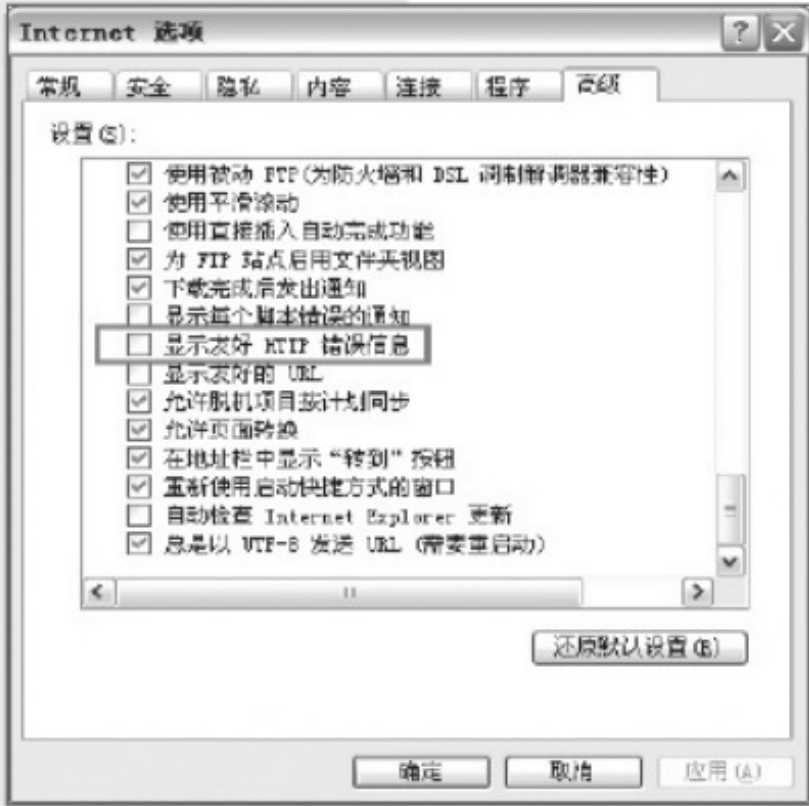 Internet 选项
常规 安全 隐私 内容 连接 程序 高级
设置(S):
使用被动 FTP(为防火墙和 DSL 调制解调器兼容性)
使用平滑滚动
使用直接插入自动完成功能
为 FTP 站点启用文件夹视图
下载完成后发出通知
显示每个脚本错误的通知
显示友好 HTTP 错误信息
显示友好的 URL
允许脱机项目按计划同步
允许页面转换
在地址栏中显示“转到”按钮
重新使用启动快捷方式的窗口
自动检查 Internet Explorer 更新
总是以 UTF-8 发送 URL (需要重启动)
还原默认设置(R)
确定 取消 应用(A)